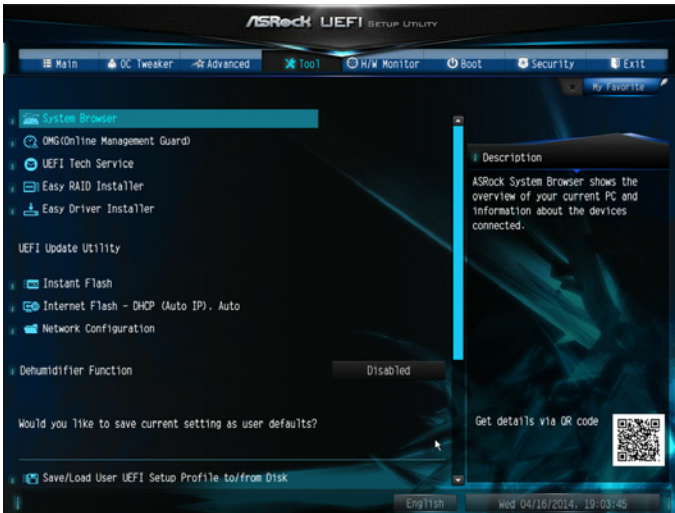 ASRock UEFI SETUP UTILITY
Main OC Tweaker Advanced Tool H/W Monitor Boot Security Exit
My Favorite
System Browser
OMG(Online Management Guard)
UEFI Tech Service
Easy RAID Installer
Easy Driver Installer
UEFI Update Utility
Instant Flash
Internet Flash - DHCP (Auto IP). Auto
Network Configuration
Dehumidifier Function Disabled
Would you like to save current setting as user defaults?
Save/Load User UEFI Setup Profile to/from Disk
Description
ASRock System Browser shows the
overview of your current PC and
information about the devices
connected.
Get details via QR code
English Wed 04/16/2014. 19:03:45